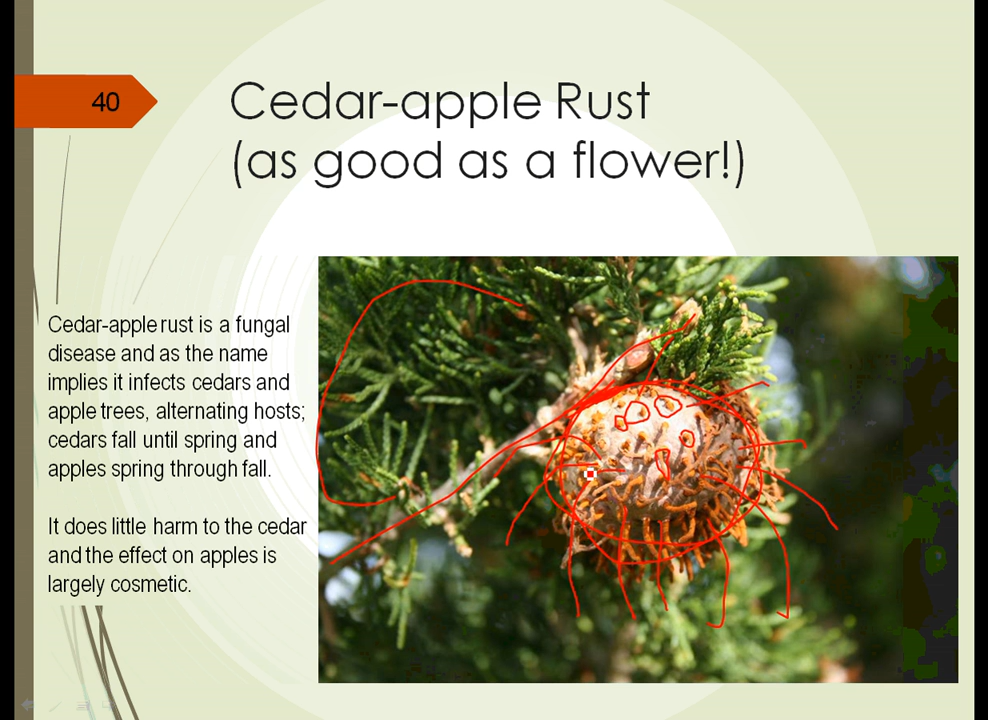 40
Cedar-apple Rust
(as good as a flower!)
Cedar-apple rust is a fungal
disease and as the name
implies it infects cedars and
apple trees, alternating hosts;
cedars fall until spring and
apples spring through fall.
It does little harm to the cedar
and the effect on apples is
largely cosmetic.